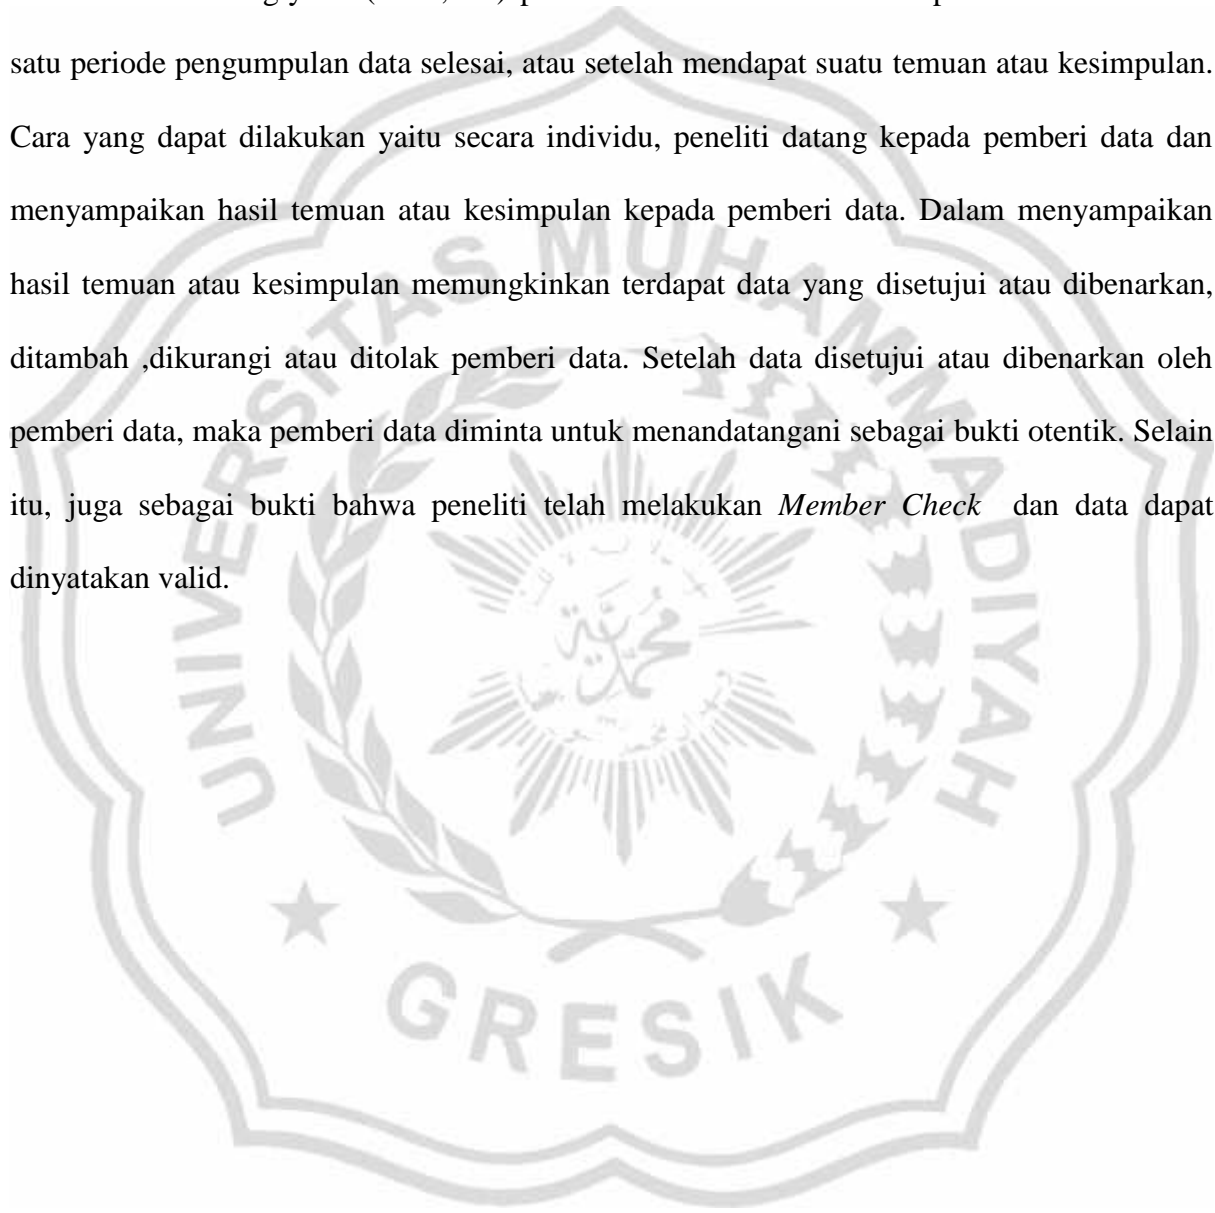 satu periode pengumpulan data selesai, atau setelah mendapat suatu temuan atau kesimpulan.
Cara yang dapat dilakukan yaitu secara individu, peneliti datang kepada pemberi data dan
menyampaikan hasil temuan atau kesimpulan kepada pemberi data. Dalam menyampaikan
hasil temuan atau kesimpulan memungkinkan terdapat data yang disetujui atau dibenarkan,
ditambah ,dikurangi atau ditolak pemberi data. Setelah data disetujui atau dibenarkan oleh
pemberi data, maka pemberi data diminta untuk menandatangani sebagai bukti otentik. Selain
itu, juga sebagai bukti bahwa peneliti telah melakukan Member Check dan data dapat
dinyatakan valid.
UNIVERSITAS MUHAMMADIYAH
محمد
GRESIK